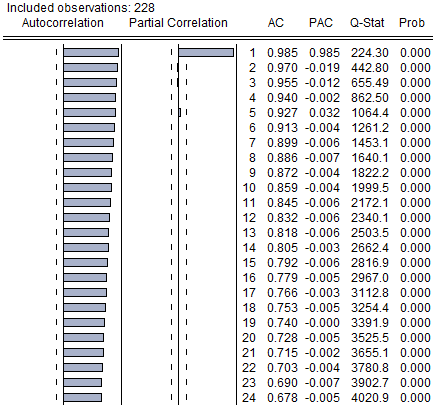 Included observations: 228
Autocorrelation Partial Correlation AC PAC Q-Stat Prob
1 0.985 0.985 224.30 0.000
2 0.970 -0.019 442.80 0.000
3 0.955 -0.012 655.49 0.000
4 0.940 -0.002 862.50 0.000
5 0.927 0.032 1064.4 0.000
6 0.913 -0.004 1261.2 0.000
7 0.899 -0.006 1453.1 0.000
8 0.886 -0.007 1640.1 0.000
9 0.872 -0.004 1822.2 0.000
10 0.859 -0.004 1999.5 0.000
11 0.845 -0.006 2172.1 0.000
12 0.832 -0.006 2340.1 0.000
13 0.818 -0.006 2503.5 0.000
14 0.805 -0.003 2662.4 0.000
15 0.792 -0.006 2816.9 0.000
16 0.779 -0.005 2967.0 0.000
17 0.766 -0.003 3112.8 0.000
18 0.753 -0.005 3254.4 0.000
19 0.740 -0.000 3391.9 0.000
20 0.728 -0.005 3525.5 0.000
21 0.715 -0.002 3655.1 0.000
22 0.703 -0.004 3780.8 0.000
23 0.690 -0.007 3902.7 0.000
24 0.678 -0.005 4020.9 0.000